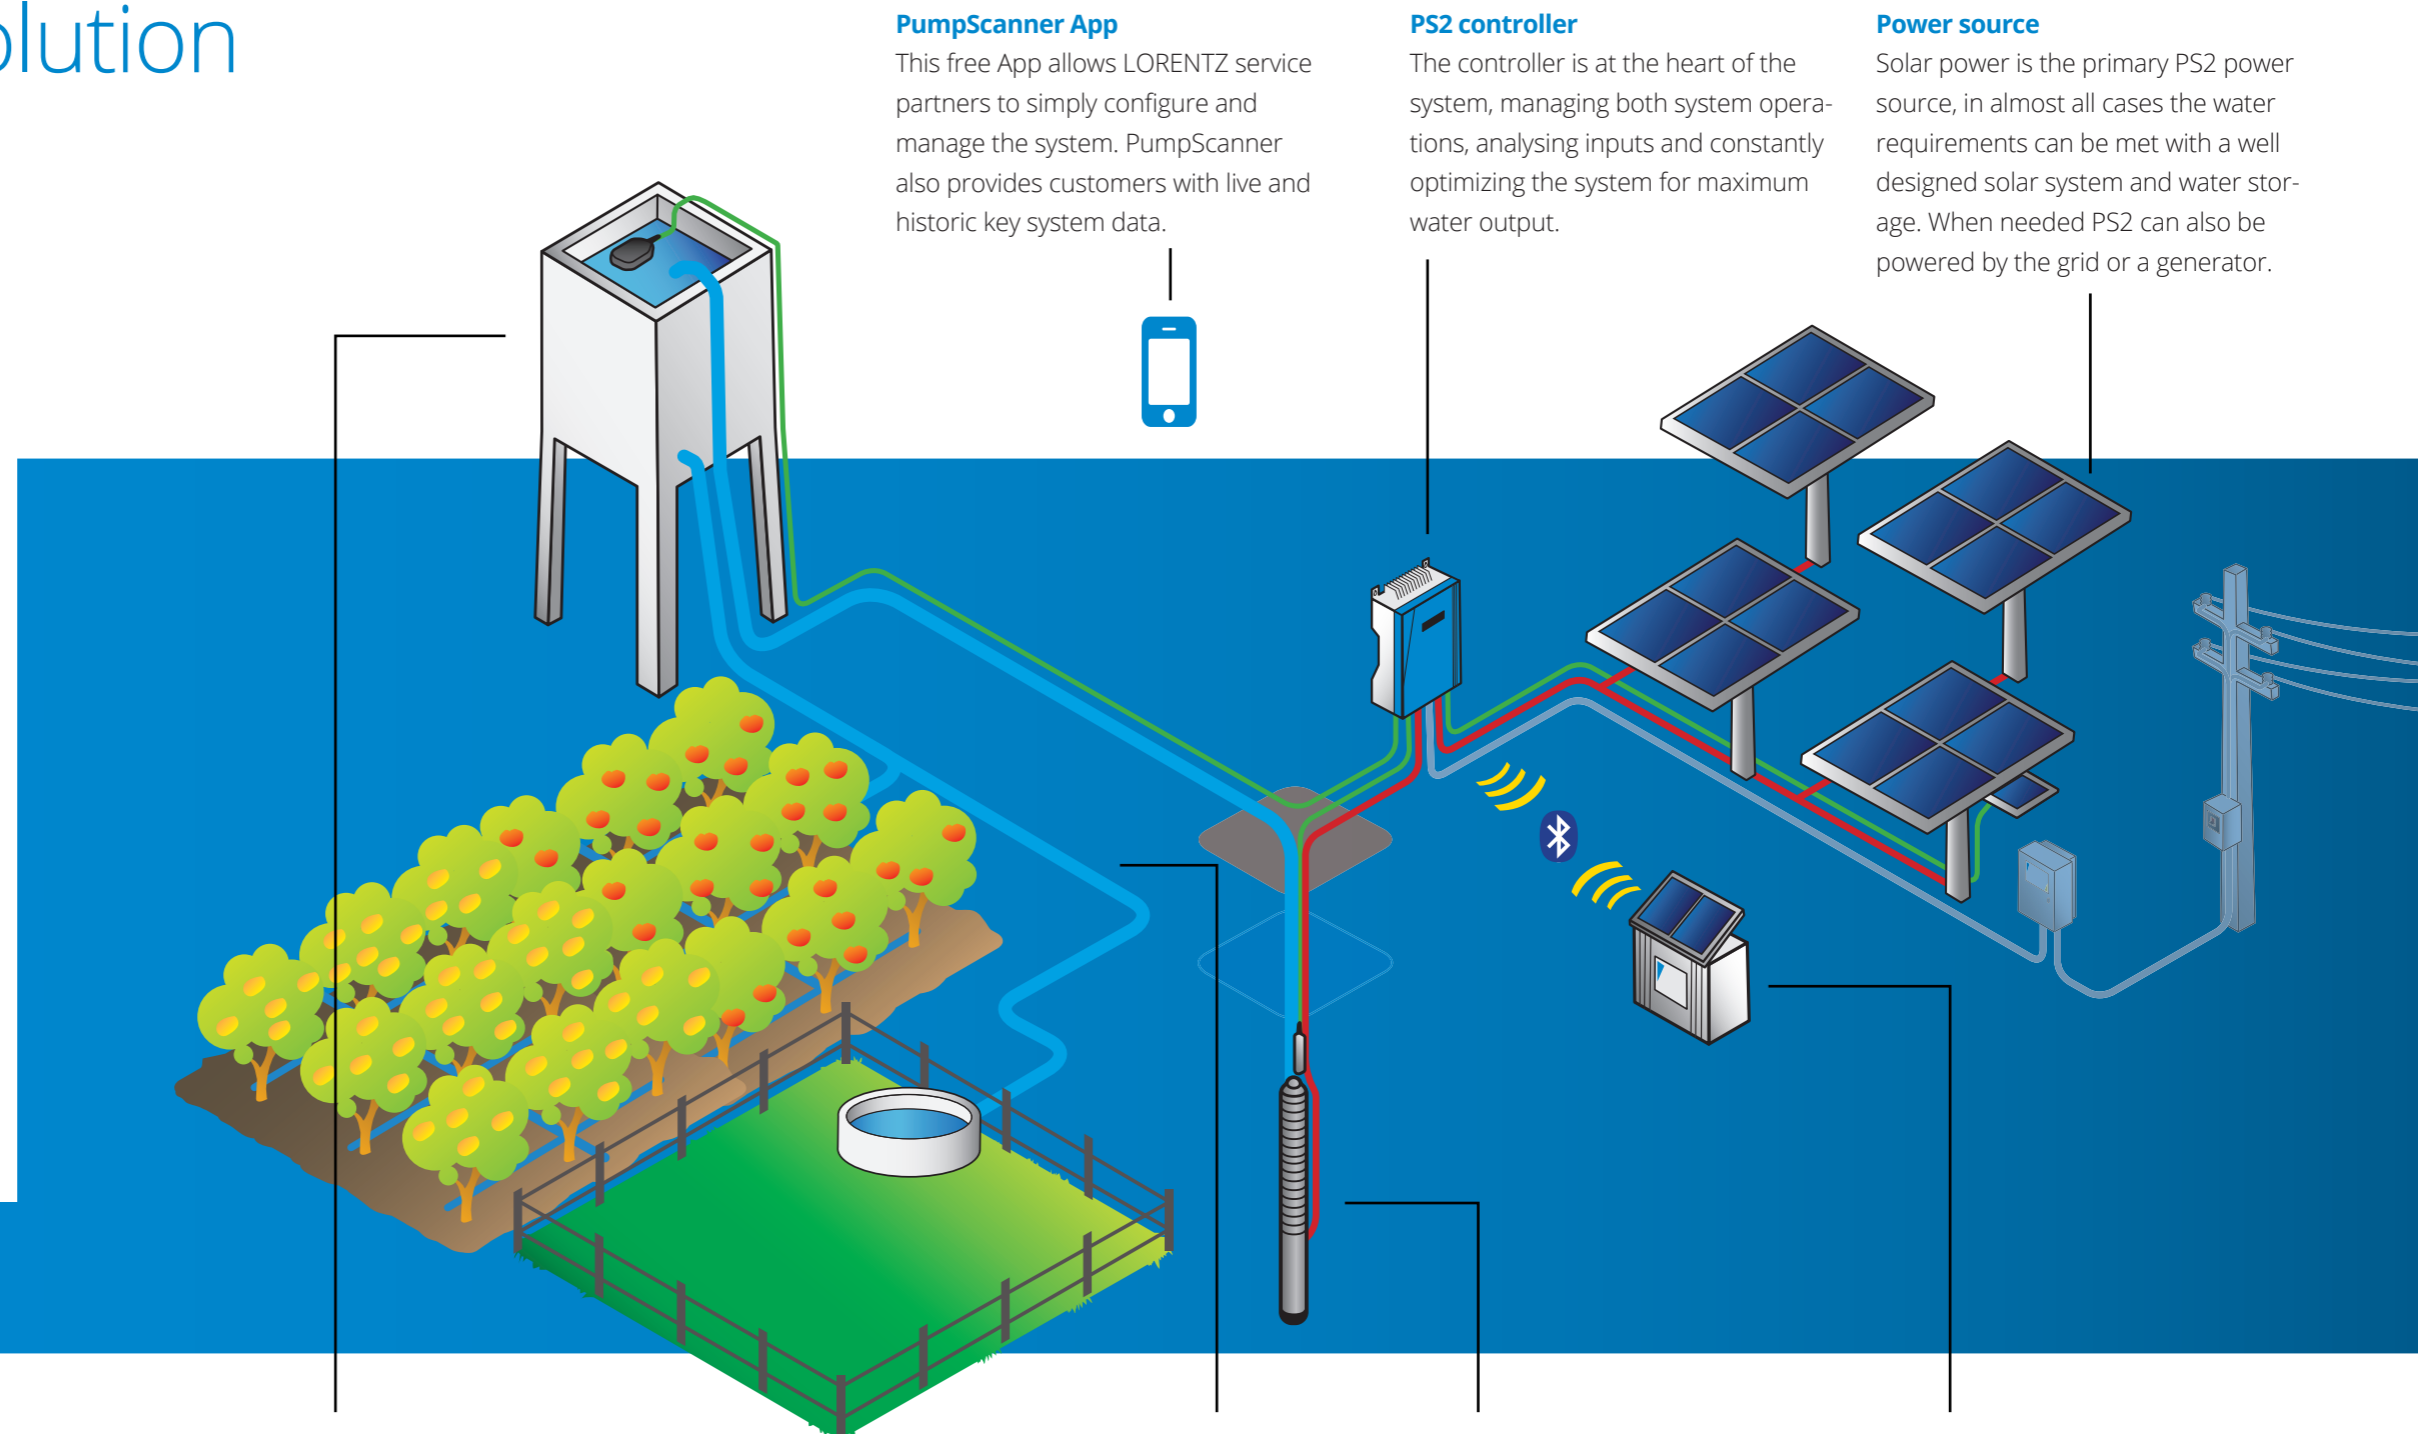 olution
PumpScanner App
This free App allows LORENTZ service
partners to simply configure and
manage the system. PumpScanner
also provides customers with live and
historic key system data.
PS2 controller
The controller is at the heart of the
system, managing both system opera-
tions, analysing inputs and constantly
optimizing the system for maximum
water output.
Power source
Solar power is the primary PS2 power
source, in almost all cases the water
requirements can be met with a well
designed solar system and water stor-
age. When needed PS2 can also be
powered by the grid or a generator.